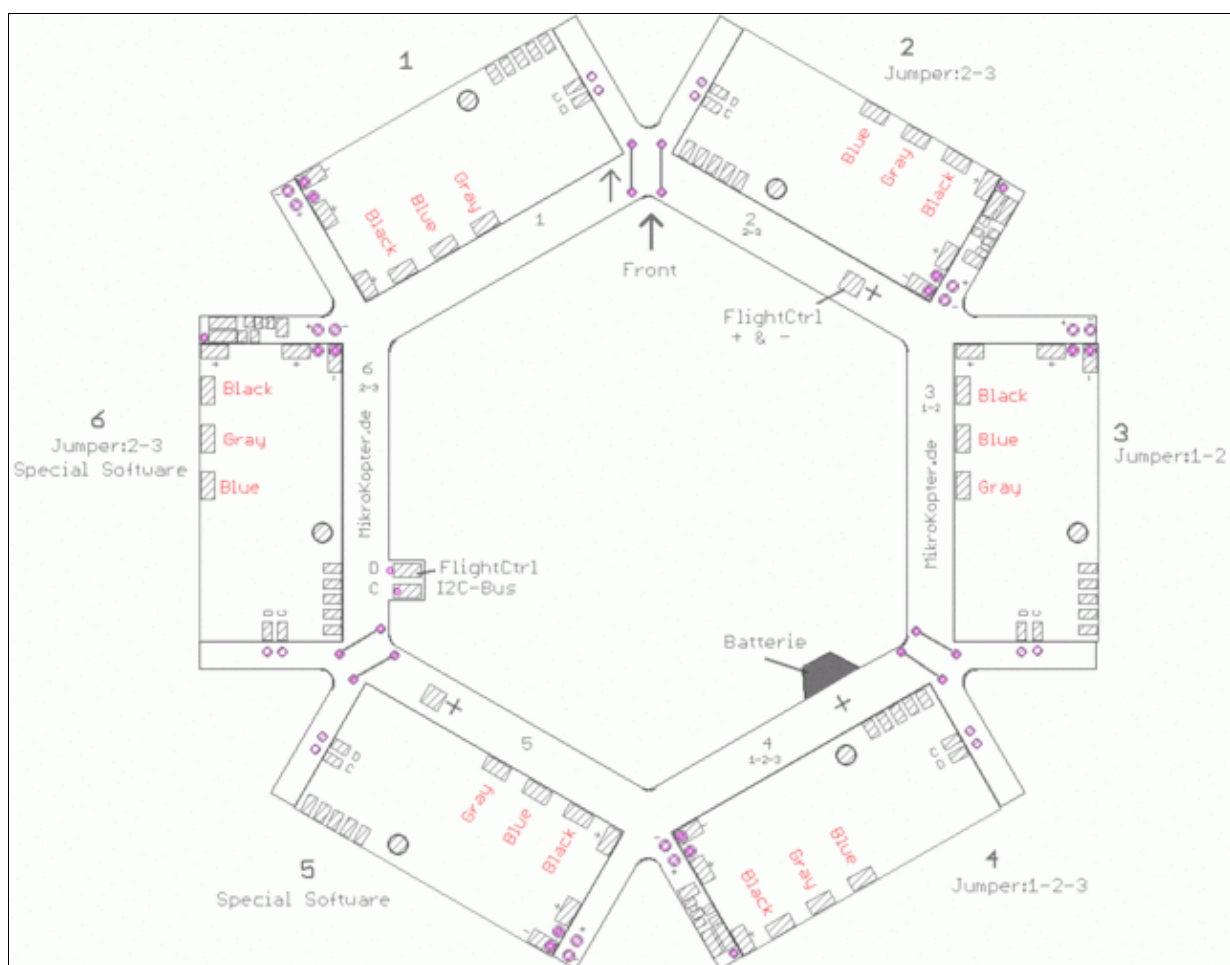 1
2
Jumper:2-3
D
C
C
D
Blue
Gray
Black
Gray
Blue
Black
1
2
2-3
Front
FlightCtrl
+ & -
+
6
2-3
MikroKopter.de
3
1-2
MikroKopter.de
Black
Gray
Blue
6
Jumper:2-3
Special Software
Black
Blue
Gray
3
Jumper:1-2
D
FlightCtrl
C
I2C-Bus
D
C
D
C
Batterie
+
5
4
1-2-3
+
D
C
C
D
Gray
Blue
Black
Blue
Gray
Black
5
Special Software
4
Jumper:1-2-3